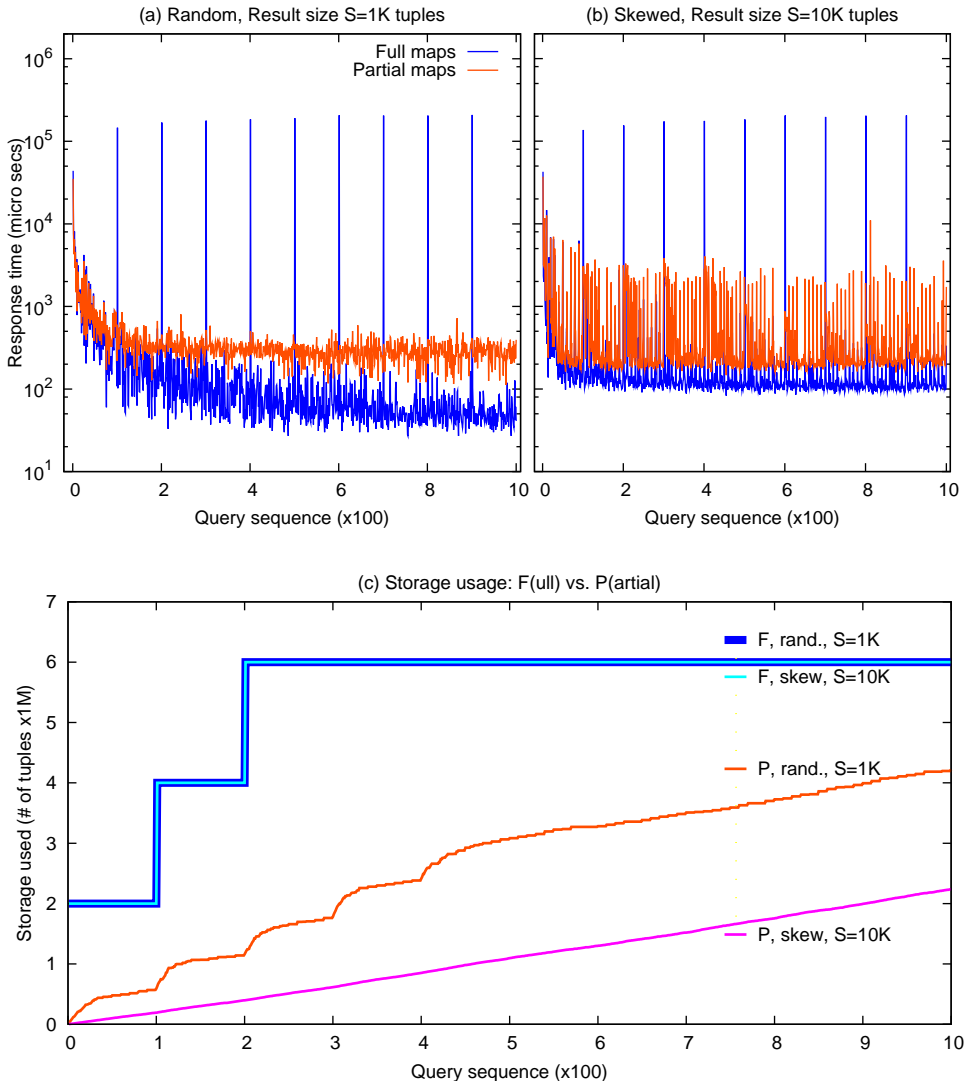 (a) Random, Result size S=1K tuples
(b) Skewed, Result size S=10K tuples
Full maps
Partial maps
Response time (micro secs)
10^6
10^5
10^4
10^3
10^2
10^1
0 2 4 6 8 10
0 2 4 6 8 10
Query sequence (x100)
Query sequence (x100)
(c) Storage usage: F(ull) vs. P(artial)
Storage used (# of tuples x1M)
7
6
5
4
3
2
1
0
F, rand., S=1K
F, skew, S=10K
P, rand., S=1K
P, skew, S=10K
0 1 2 3 4 5 6 7 8 9 10
Query sequence (x100)